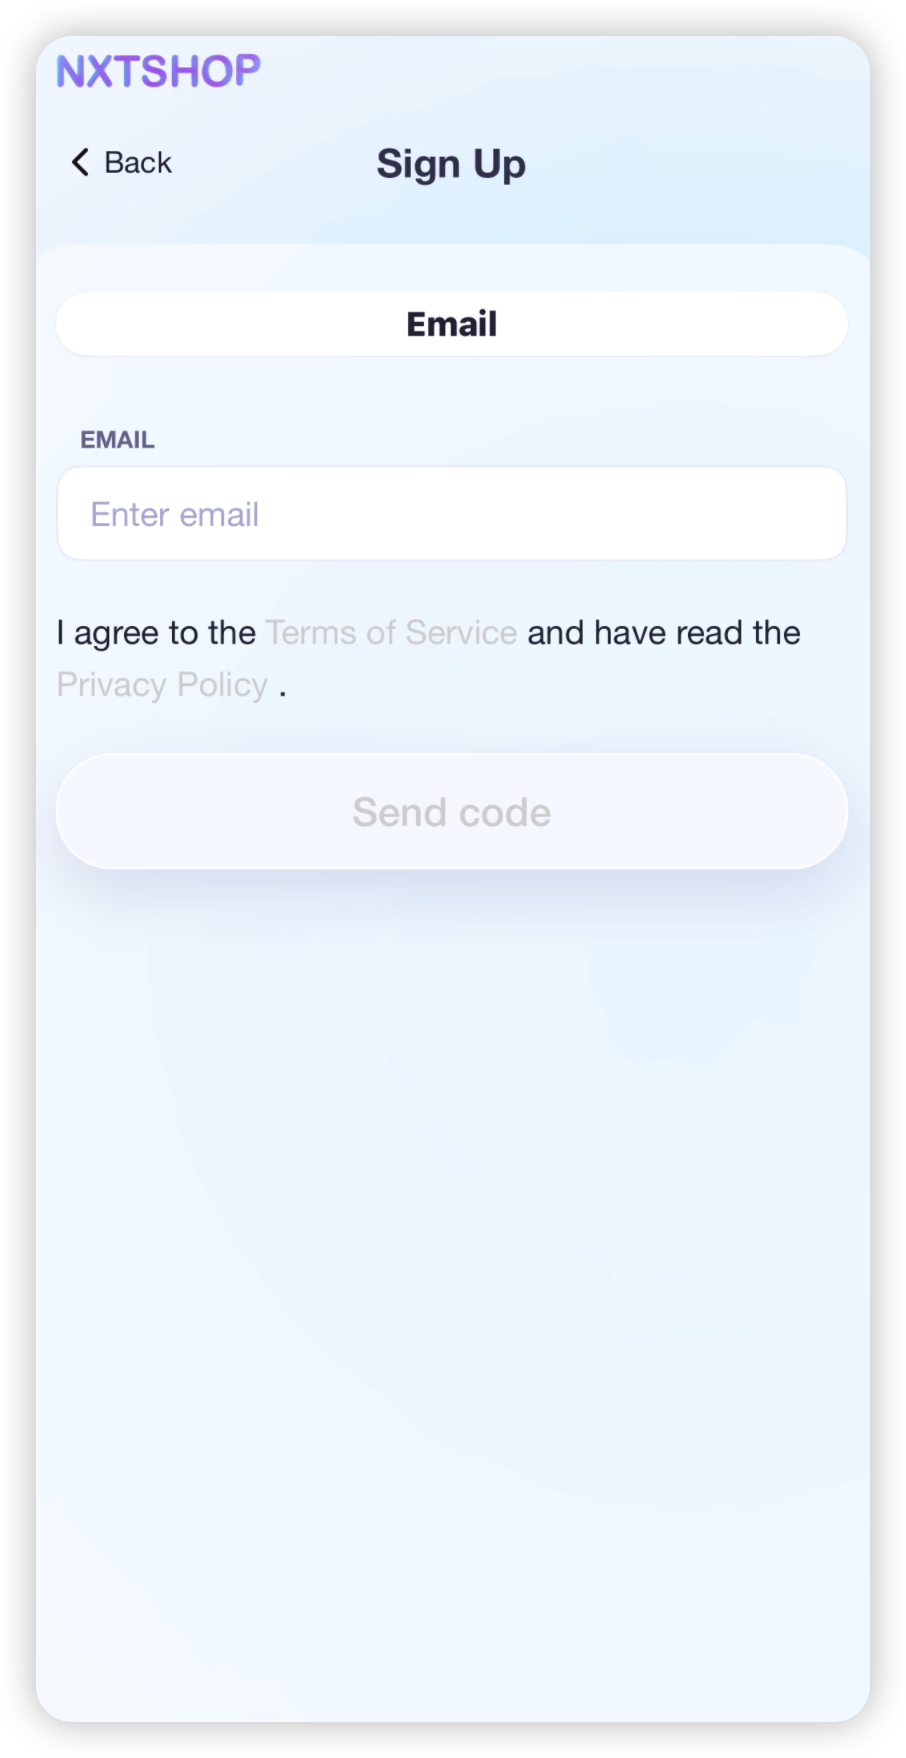 NXTSHOP
Back
Sign Up
Email
EMAIL
Enter email
I agree to the Terms of Service and have read the
Privacy Policy .
Send code